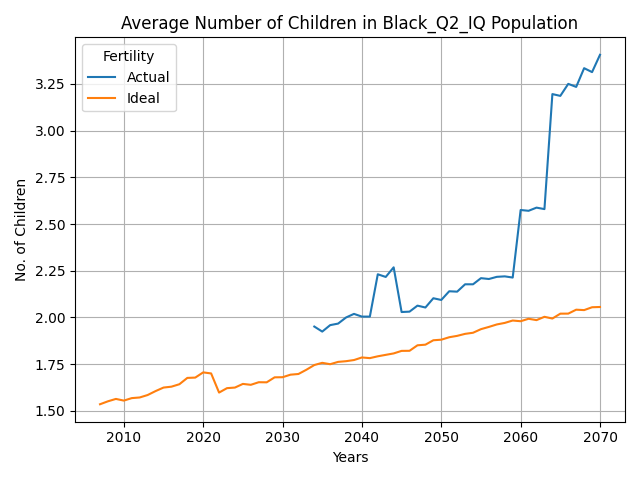 Average Number of Children in Black_Q2_IQ Population
Fertility
Actual
Ideal
No. of Children
3.25
3.00
2.75
2.50
2.25
2.00
1.75
1.50
2010 2020 2030 2040 2050 2060 2070
Years